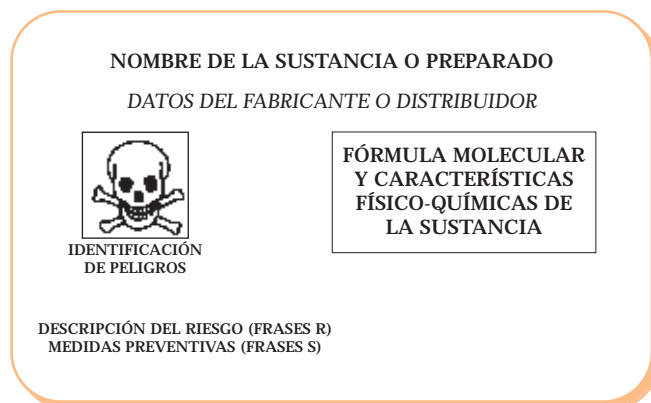 NOMBRE DE LA SUSTANCIA O PREPARADO
DATOS DEL FABRICANTE O DISTRIBUIDOR
IDENTIFICACIÓN
DE PELIGROS
FÓRMULA MOLECULAR
Y CARACTERÍSTICAS
FÍSICO-QUÍMICAS DE
LA SUSTANCIA
DESCRIPCIÓN DEL RIESGO (FRASES R)
MEDIDAS PREVENTIVAS (FRASES S)